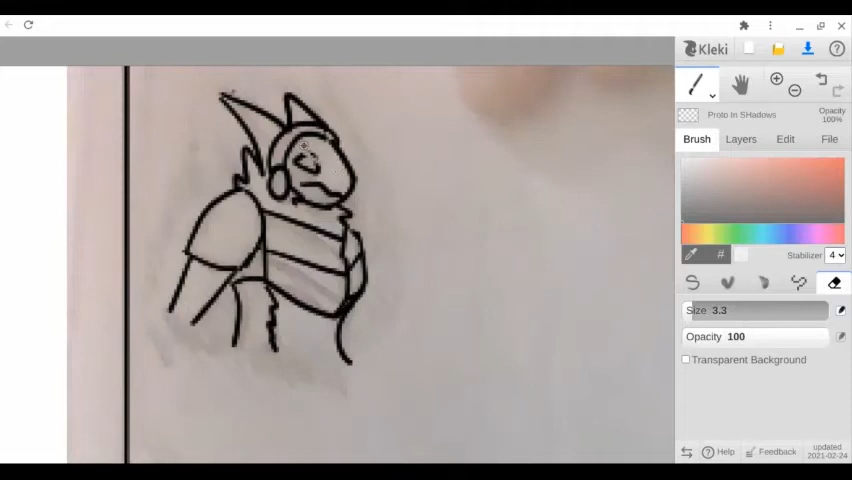 Kleki
Proto In SHadows
Opacity
100%
Brush
Layers
Edit
File
#
Stabilizer 4
Size 3.3
Opacity 100
Transparent Background
Help
Feedback
updated
2021-02-24